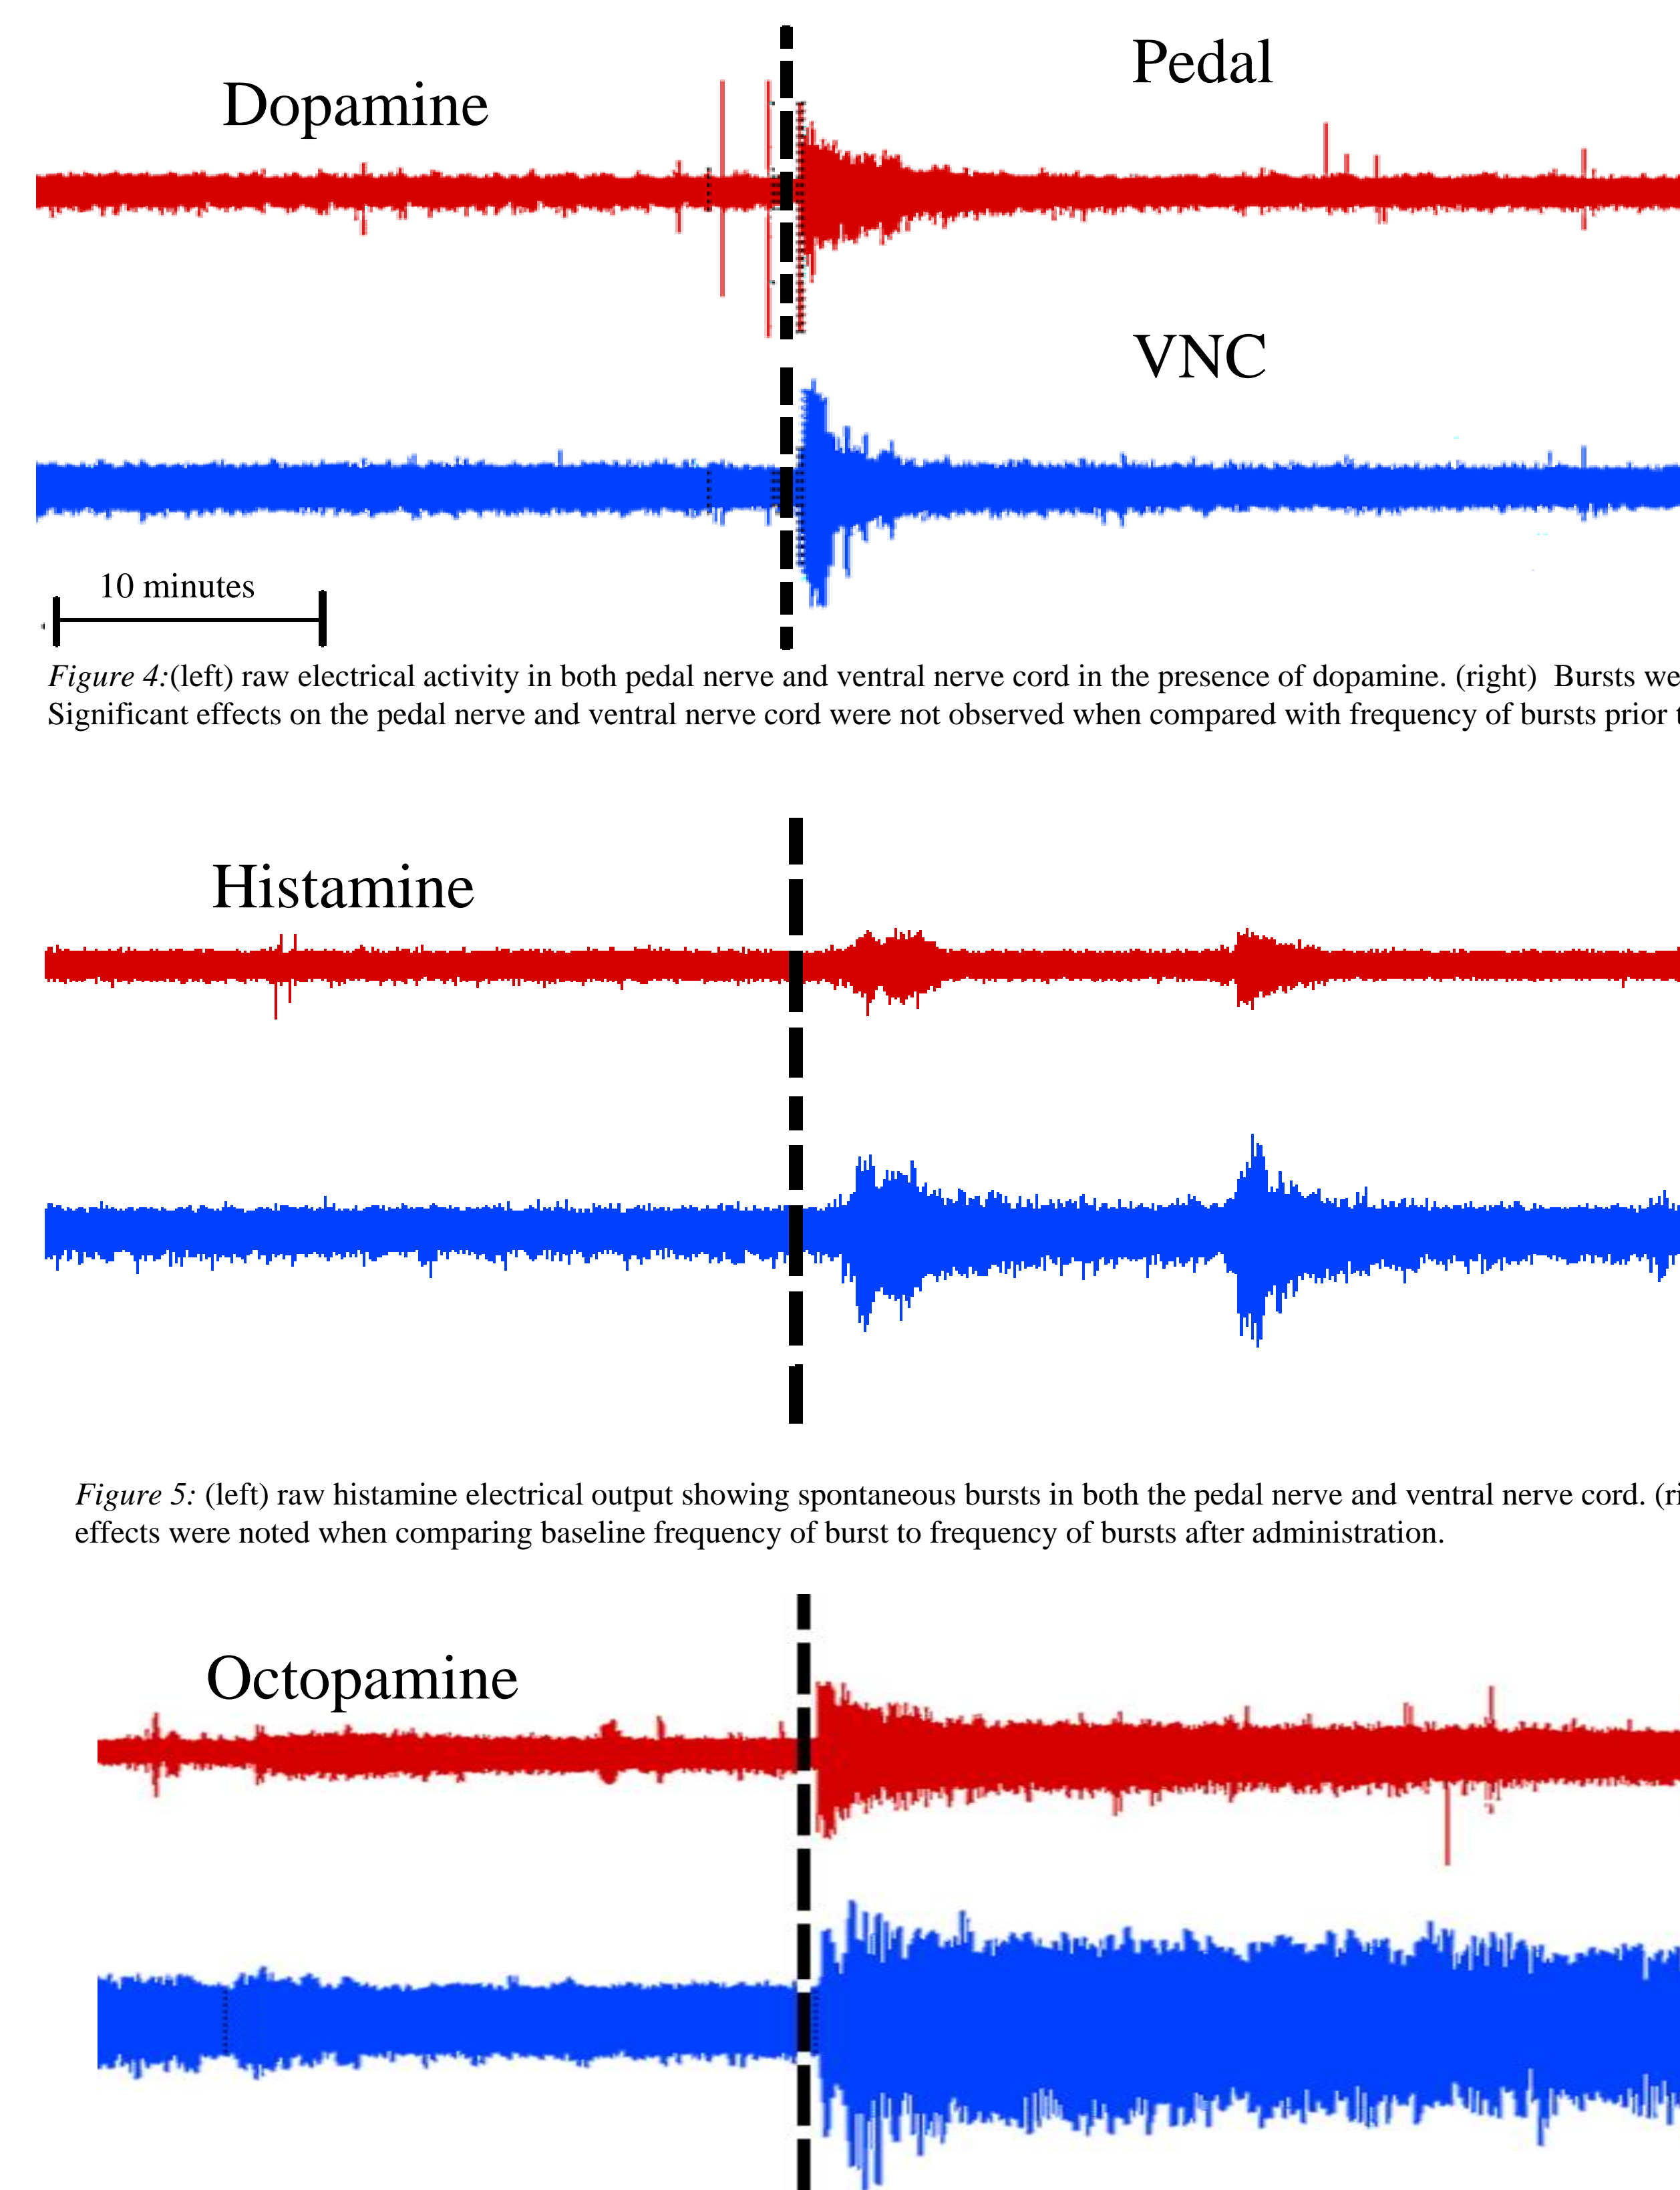 Dopamine
Pedal
VNC
10 minutes
Figure 4:(left) raw electrical activity in both pedal nerve and ventral nerve cord in the presence of dopamine. (right) Bursts we
Significant effects on the pedal nerve and ventral nerve cord were not observed when compared with frequency of bursts prior t
Histamine
Figure 5: (left) raw histamine electrical output showing spontaneous bursts in both the pedal nerve and ventral nerve cord. (ri
effects were noted when comparing baseline frequency of burst to frequency of bursts after administration.
Octopamine